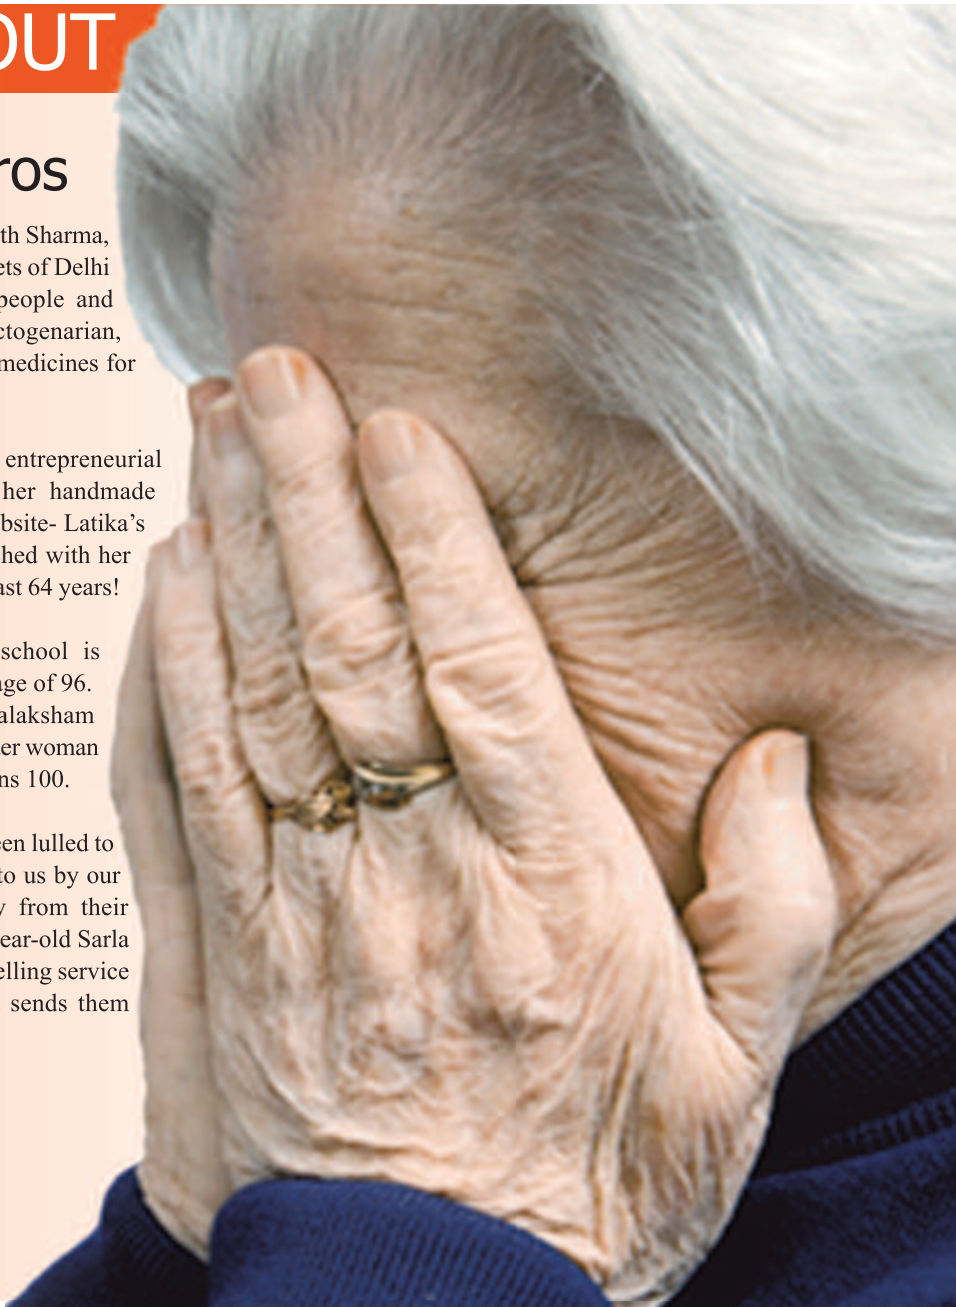 OUT
ros
th Sharma,
ets of Delhi
people and
ctogenarian,
medicines for
entrepreneurial
her handmade
bsite- Latika’s
hed with her
ast 64 years!
school is
age of 96.
alaksham
er woman
ns 100.
een lulled to
to us by our
y from their
ear-old Sarla
elling service
sends them